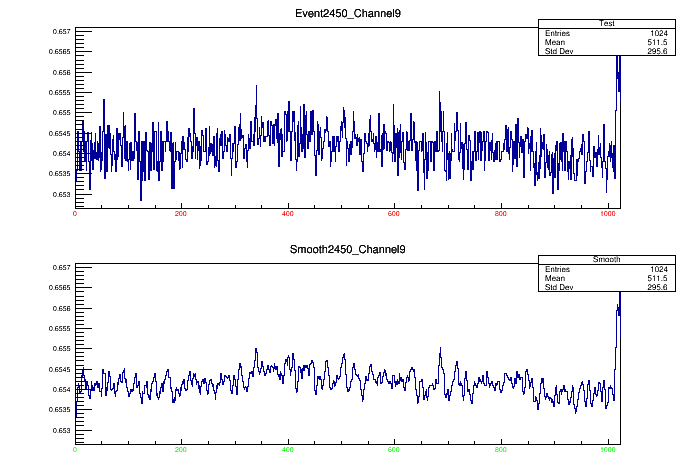 Event2450_Channel9
Test
Entries 1024
Mean 511.5
Std Dev 295.6
0.657
0.6565
0.656
0.6555
0.655
0.6545
0.654
0.6535
0.653
0 200 400 600 800 1000
Smooth2450_Channel9
Smooth
Entries 1024
Mean 511.5
Std Dev 295.6
0.657
0.6565
0.656
0.6555
0.655
0.6545
0.654
0.6535
0.653
0 200 400 600 800 1000